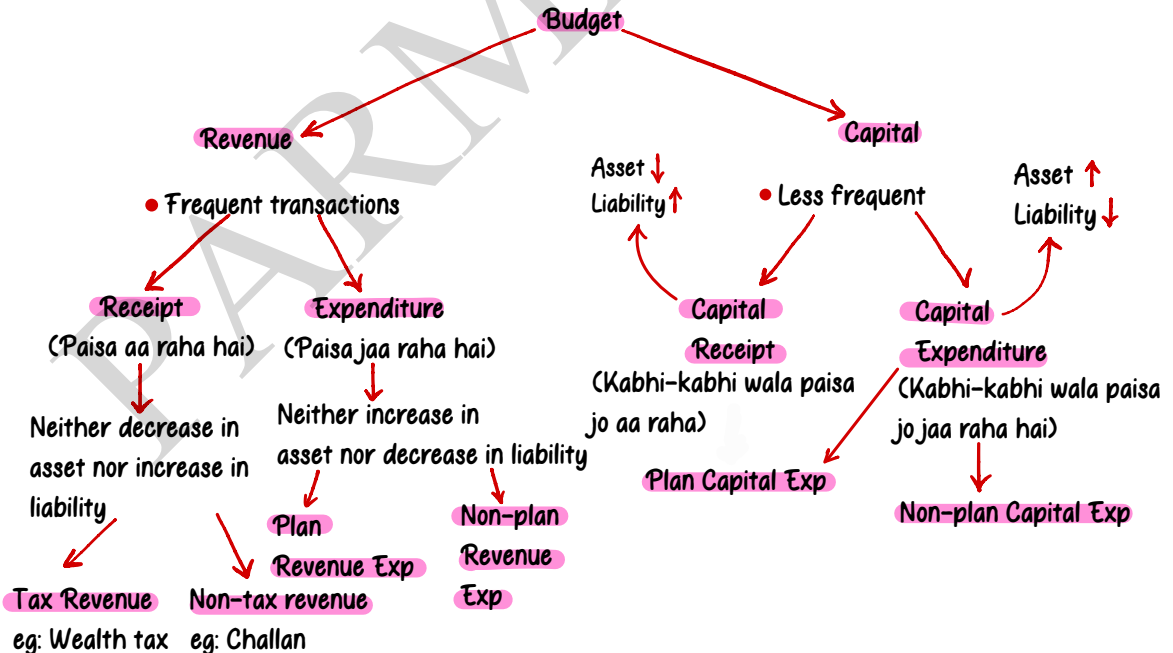 Budget
Revenue
Capital
• Frequent transactions
Asset ↓
Liability ↑
• Less frequent
Asset ↑
Liability ↓
Receipt
(Paisa aa raha hai)
Expenditure
(Paisa jaa raha hai)
Capital
Receipt
(Kabhi-kabhi wala paisa
jo aa raha)
Capital
Expenditure
(Kabhi-kabhi wala paisa
jo jaa raha hai)
Neither decrease in
asset nor increase in
liability
Neither increase in
asset nor decrease in liability
Plan Capital Exp
Non-plan Capital Exp
Plan
Revenue Exp
Non-plan
Revenue
Exp
Tax Revenue
eg: Wealth tax
Non-tax revenue
eg: Challan